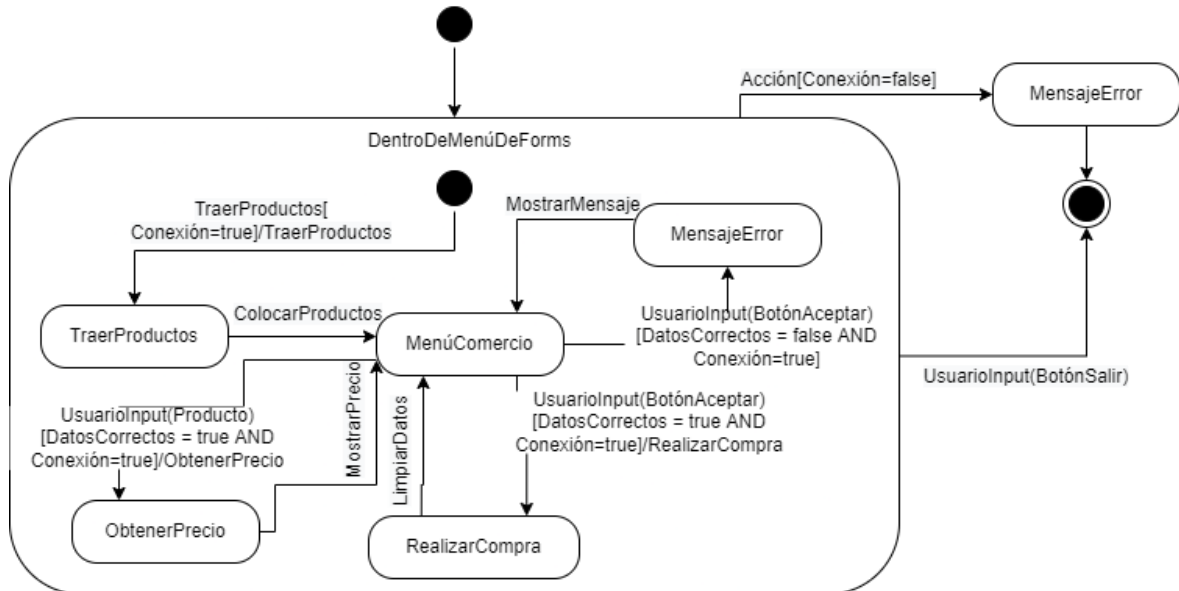 Acción[Conexión=false]
MensajeError
DentroDeMenúDeForms
TraerProductos[
Conexión=true]/TraerProductos
MostrarMensaje
MensajeError
TraerProductos
ColocarProductos
MenúComercio
UsuarioInput(BotónAceptar)
[DatosCorrectos = false AND
Conexión=true]
UsuarioInput(BotónSalir)
UsuarioInput(Producto)
[DatosCorrectos = true AND
Conexión=true]/ObtenerPrecio
MostrarPrecio
LimpiarDatos
UsuarioInput(BotónAceptar)
[DatosCorrectos = true AND
Conexión=true]/RealizarCompra
ObtenerPrecio
RealizarCompra